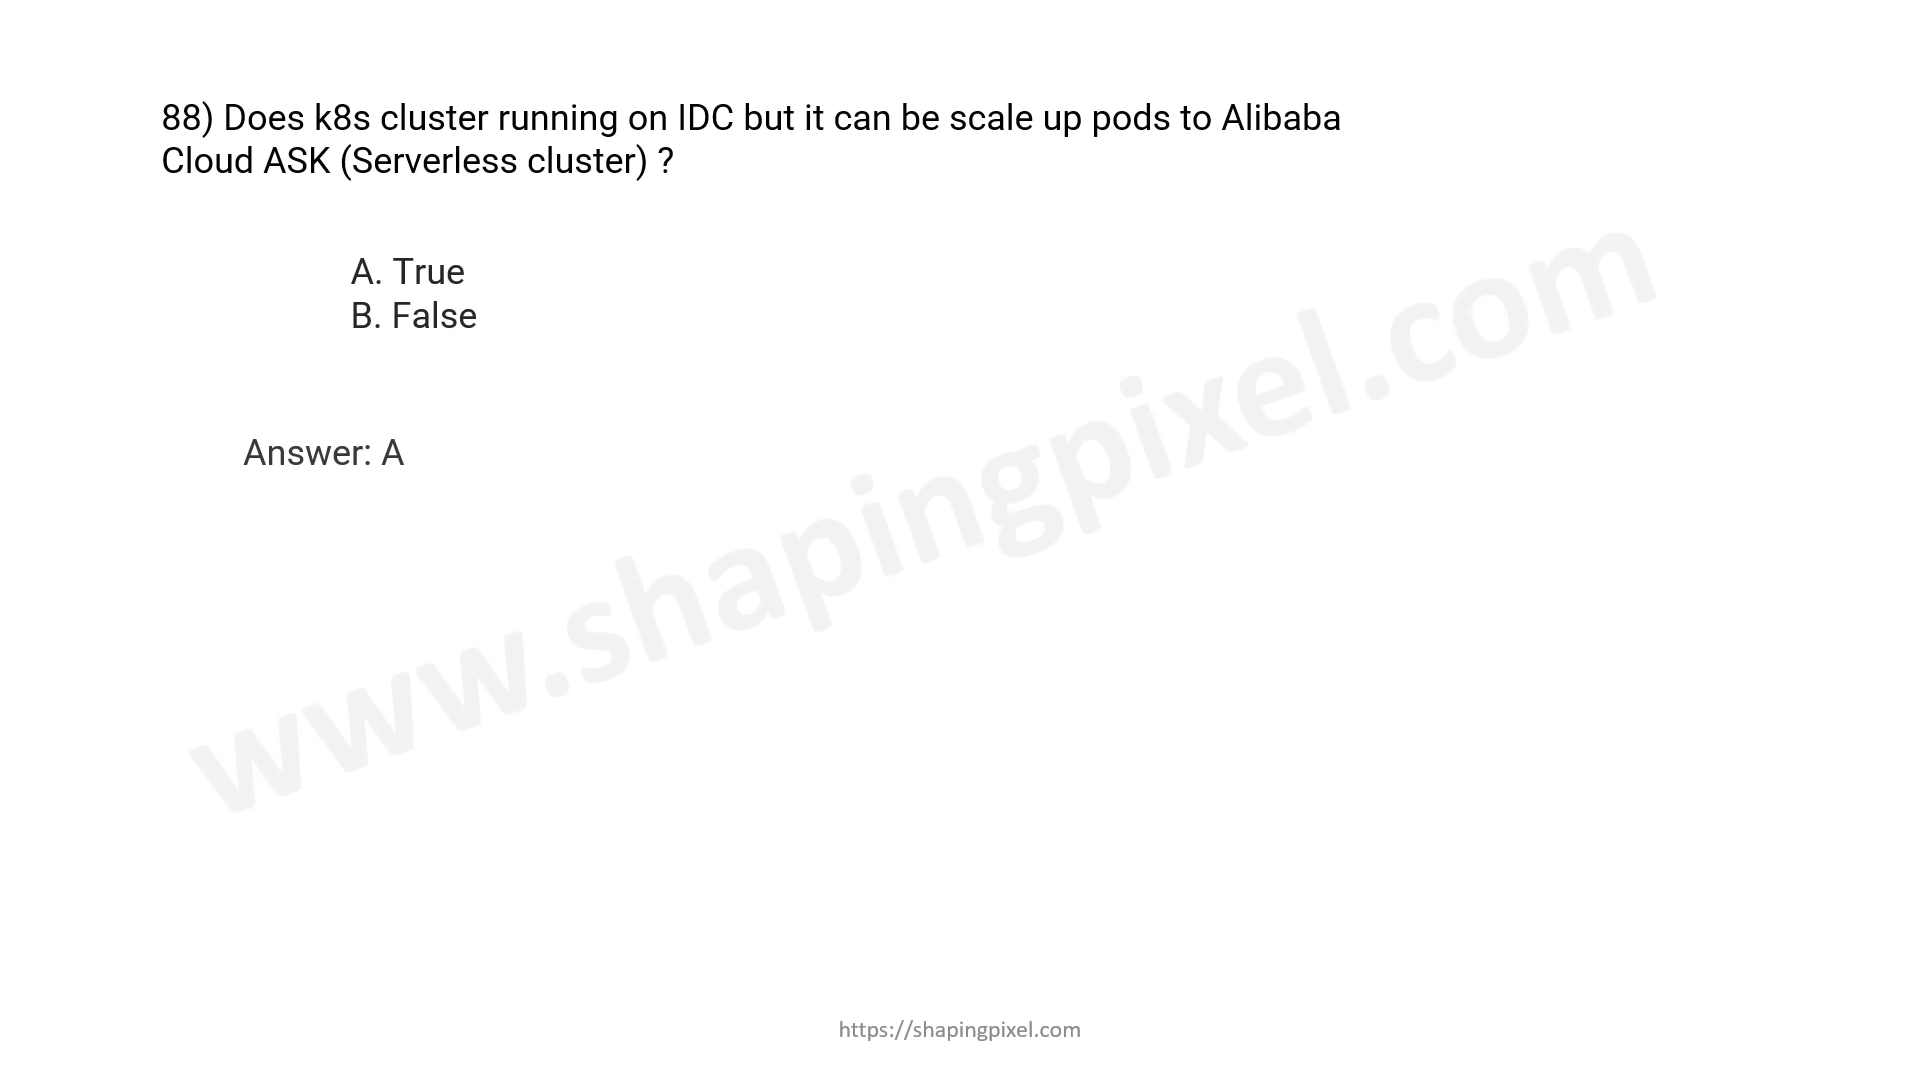 88) Does k8s cluster running on IDC but it can be scale up pods to Alibaba
Cloud ASK (Serverless cluster) ?
A. True
B. False
Answer: A
www.shapingpixel.com
https://shapingpixel.com